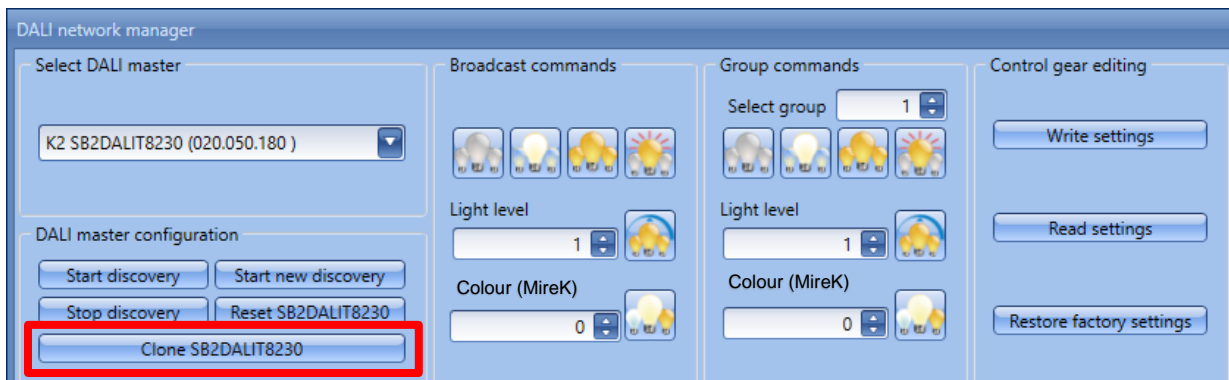 DALI network manager
Select DALI master
K2 SB2DALIT8230 (020.050.180 )
DALI master configuration
Start discovery
Start new discovery
Stop discovery
Reset SB2DALIT8230
Clone SB2DALIT8230
Broadcast commands
Light level
1
Colour (MireK)
0
Group commands
Select group
1
Light level
1
Colour (MireK)
0
Control gear editing
Write settings
Read settings
Restore factory settings